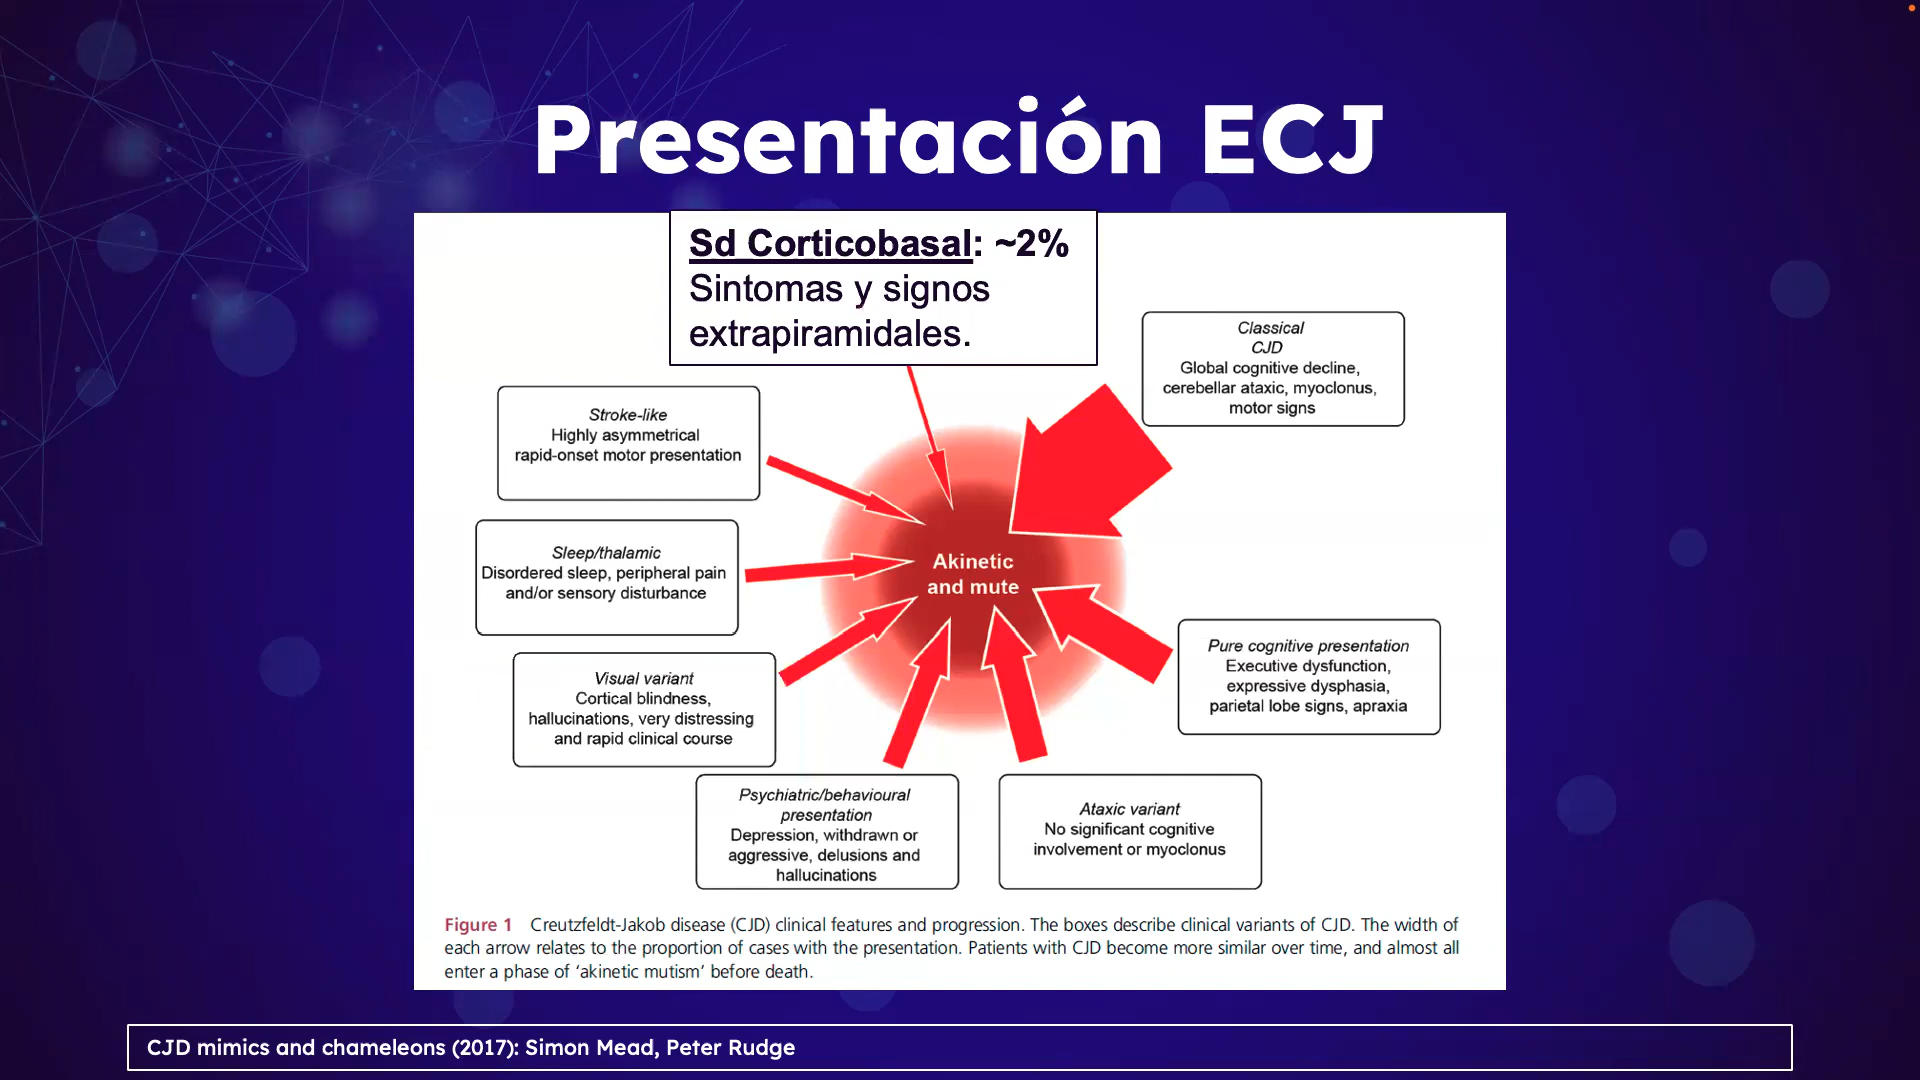 Presentación ECJ
Sd Corticobasal: ~2%
Sintomas y signos
extrapiramidales.
Classical
CJD
Global cognitive decline,
cerebellar ataxic, myoclonus,
motor signs
Stroke-like
Highly asymmetrical
rapid-onset motor presentation
Sleep/thalamic
Disordered sleep, peripheral pain
and/or sensory disturbance
Akinetic
and mute
Visual variant
Cortical blindness,
hallucinations, very distressing
and rapid clinical course
Pure cognitive presentation
Executive dysfunction,
expressive dysphasia,
parietal lobe signs, apraxia
Psychiatric/behavioural
presentation
Depression, withdrawn or
aggressive, delusions and
hallucinations
Ataxic variant
No significant cognitive
involvement or myoclonus
Figure 1 Creutzfeldt-Jakob disease (CJD) clinical features and progression. The boxes describe clinical variants of CJD. The width of
each arrow relates to the proportion of cases with the presentation. Patients with CJD become more similar over time, and almost all
enter a phase of ‘akinetic mutism’ before death.
CJD mimics and chameleons (2017): Simon Mead, Peter Rudge